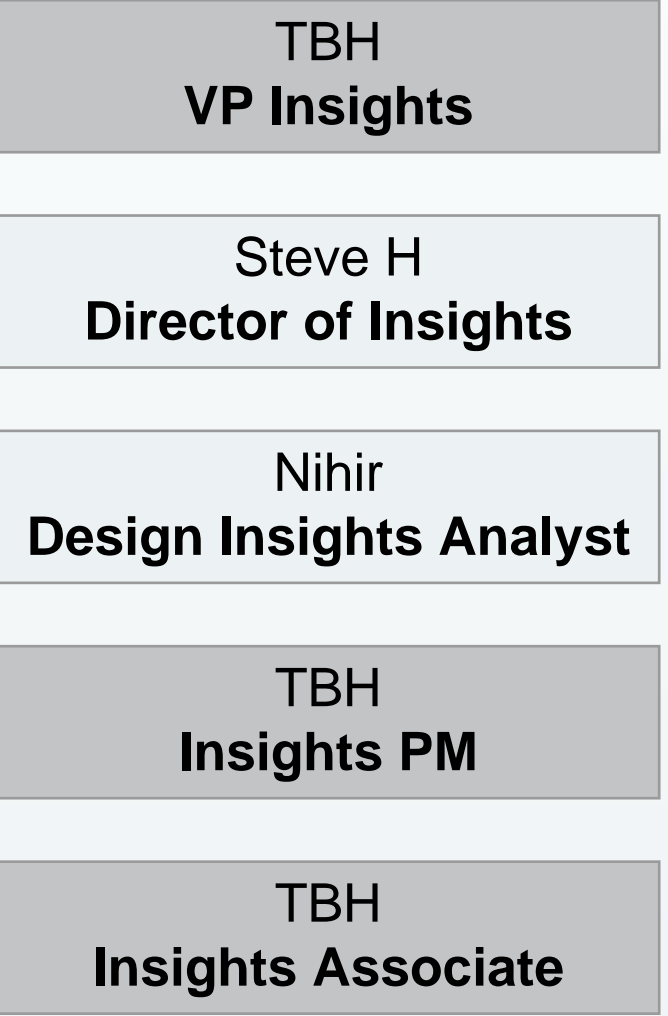 TBH
VP Insights
Steve H
Director of Insights
Nihir
Design Insights Analyst
TBH
Insights PM
TBH
Insights Associate